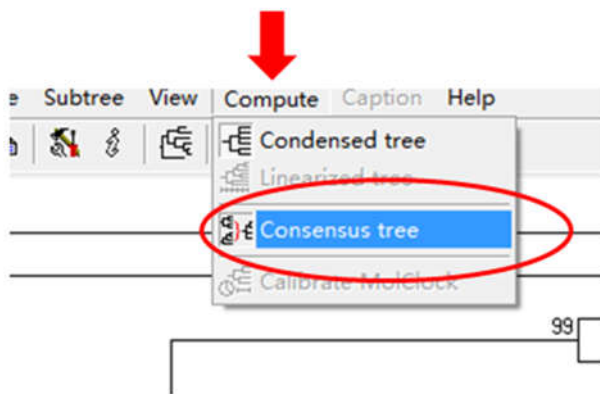 e Subtree View Compute Caption Help
Condensed tree
Linearized tree
Consensus tree
Calibrate MolClock
99